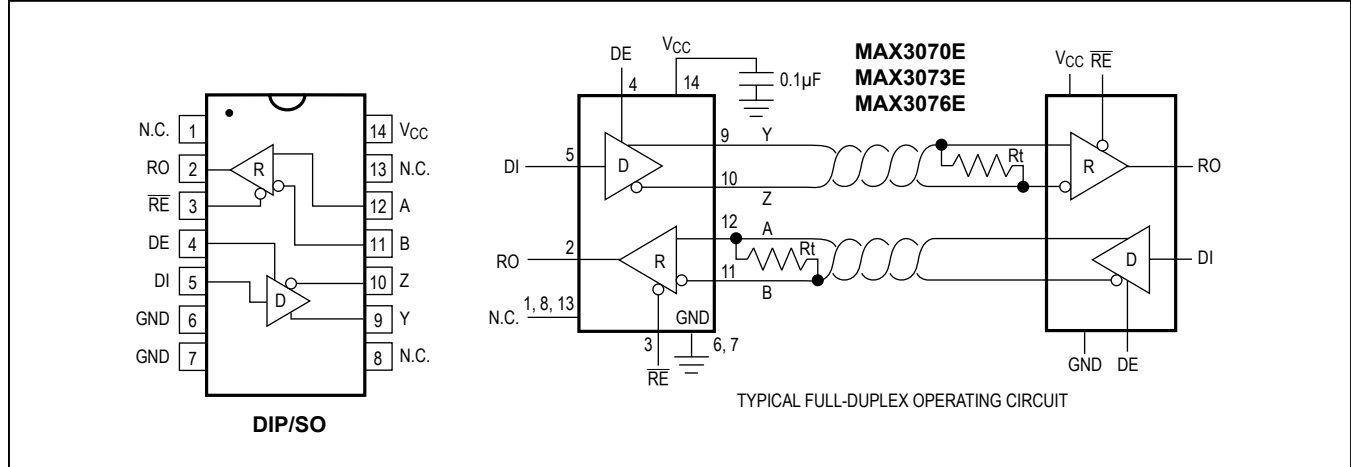 N.C. 1
RO 2
R̅E̅ 3
DE 4
DI 5
GND 6
GND 7
14 VCC
13 N.C.
12 A
11 B
10 Z
9 Y
8 N.C.
R
D
DIP/SO
DE
4
VCC
14
0.1µF
MAX3070E
MAX3073E
MAX3076E
VCC R̅E̅
DI 5
D
9 Y
10
Z
Rt
R
RO
RO 2
R
12 A
11
B
Rt
D
DI
N.C. 1, 8, 13
GND
3
6, 7
R̅E̅
GND DE
TYPICAL FULL-DUPLEX OPERATING CIRCUIT